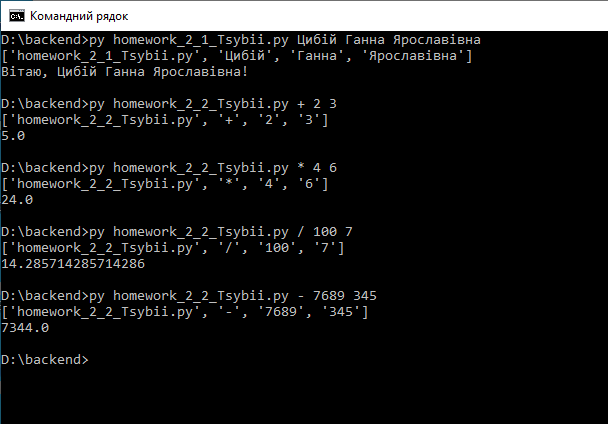 Командний рядок
D:\backend>py homework_2_1_Tsybii.py Цибій Ганна Ярославівна
['homework_2_1_Tsybii.py', 'Цибій', 'Ганна', 'Ярославівна']
Вітаю, Цибій Ганна Ярославівна!
D:\backend>py homework_2_2_Tsybii.py + 2 3
['homework_2_2_Tsybii.py', '+', '2', '3']
5.0
D:\backend>py homework_2_2_Tsybii.py * 4 6
['homework_2_2_Tsybii.py', '*', '4', '6']
24.0
D:\backend>py homework_2_2_Tsybii.py / 100 7
['homework_2_2_Tsybii.py', '/', '100', '7']
14.285714285714286
D:\backend>py homework_2_2_Tsybii.py - 7689 345
['homework_2_2_Tsybii.py', '-', '7689', '345']
7344.0
D:\backend>